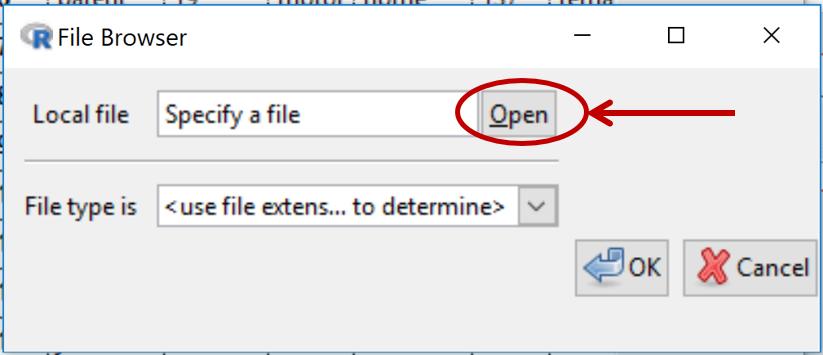 File Browser
Local file Specify a file Open
File type is <use file extens... to determine>
OK Cancel